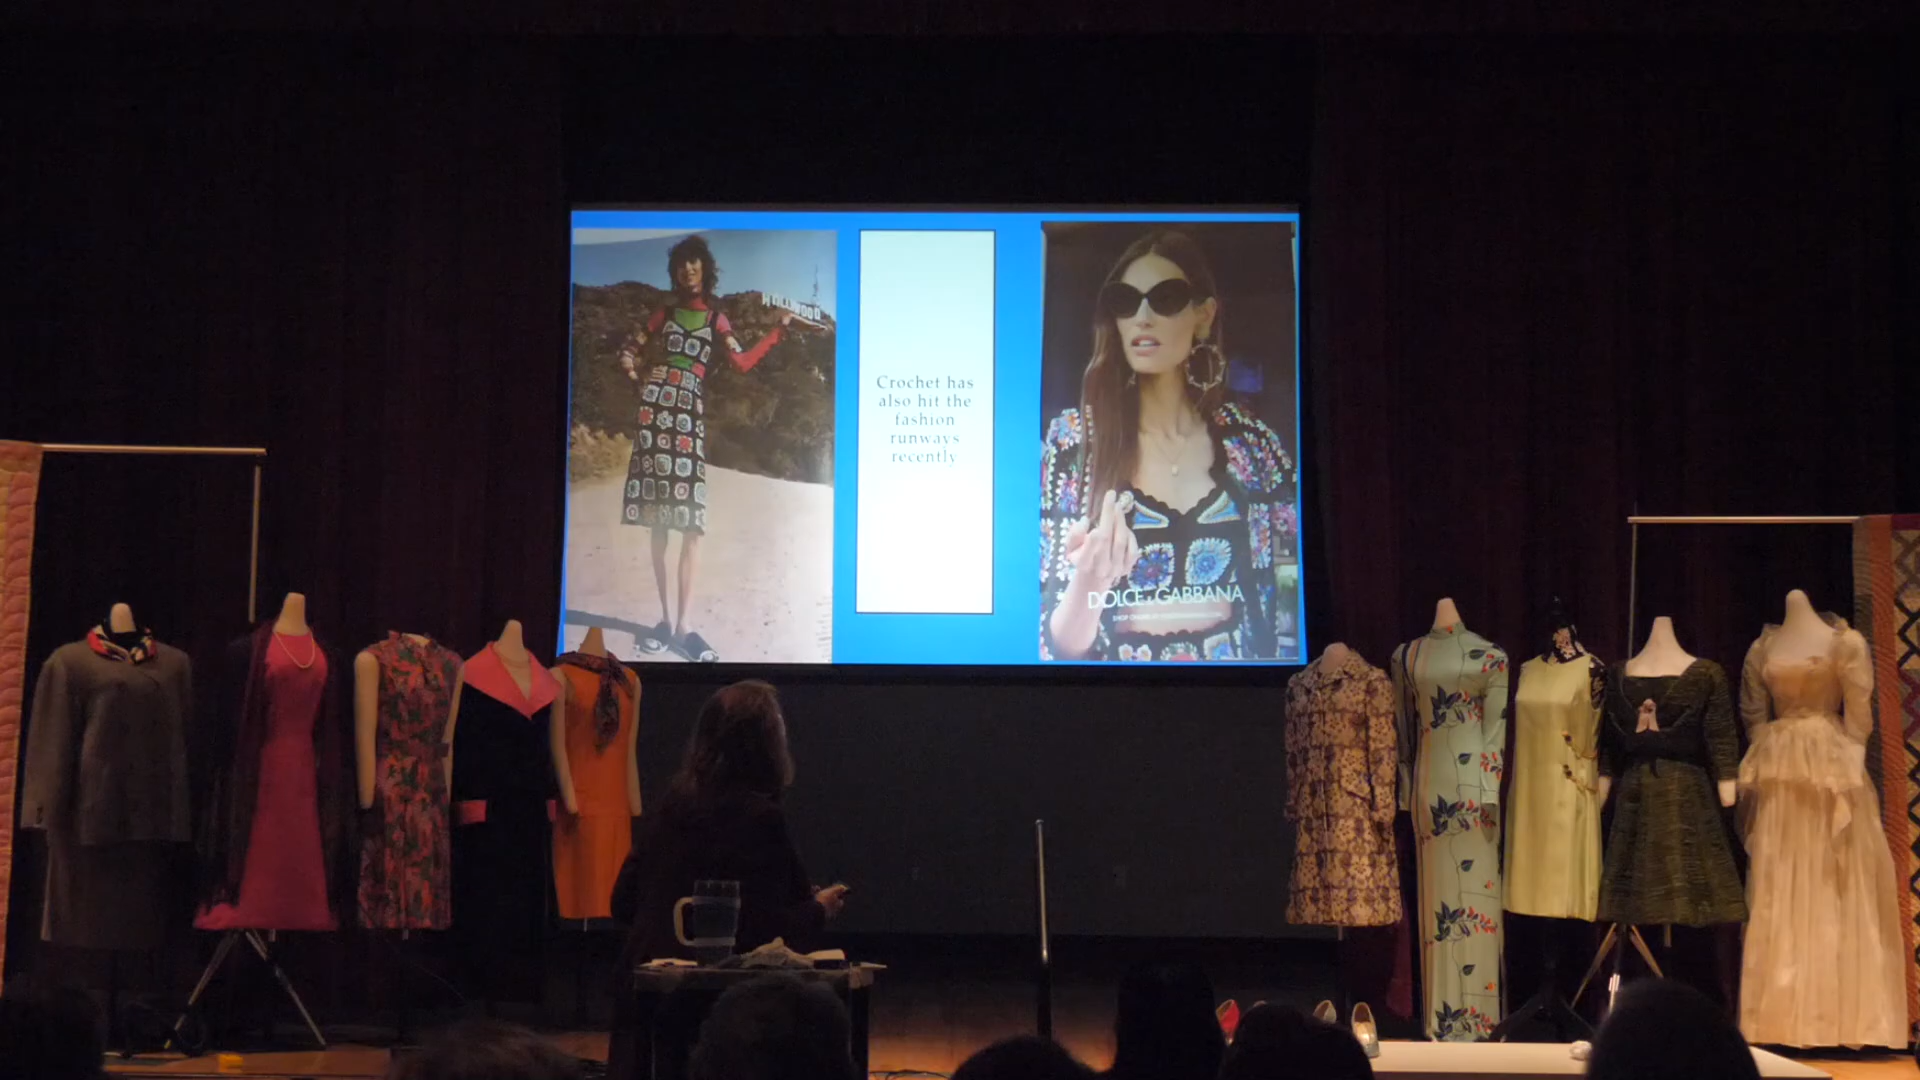 HOLLYWOOD
Crochet has
also hit the
fashion
runways
recently
DOLCE & GABBANA